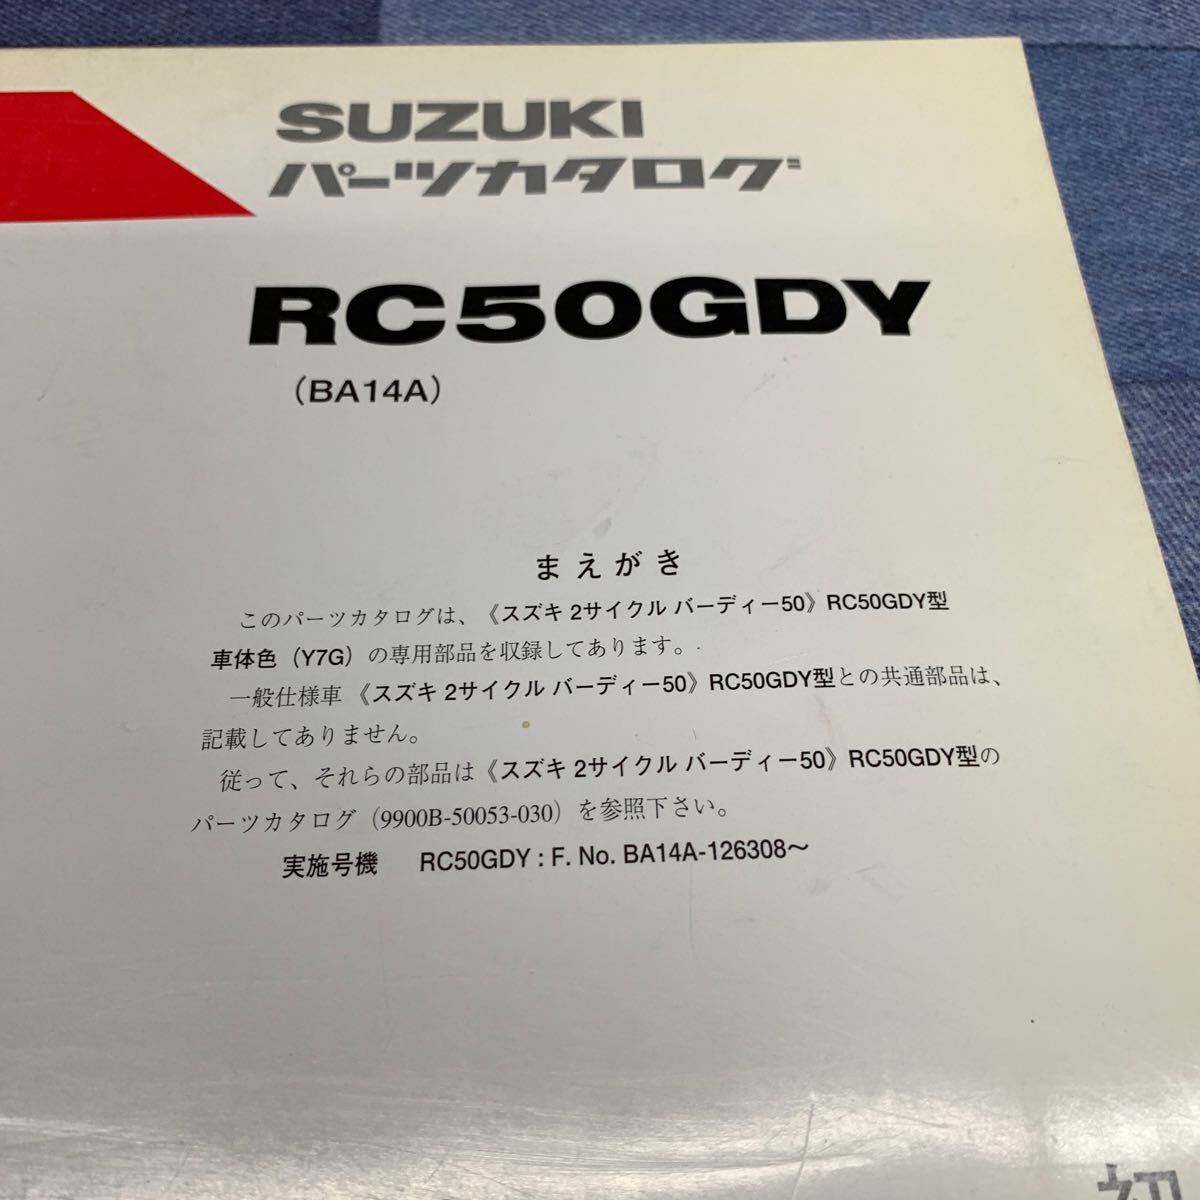 SUZUKI
パーツカタログ
RC50GDY
(BA14A)
まえがき
このパーツカタログは、《スズキ 2サイクル バーディー50》RC50GDY型
車体色（Y7G）の専用部品を収録してあります。
一般仕様車《スズキ 2サイクル バーディー50》RC50GDY型との共通部品は、
記載してありません。
従って、それらの部品は《スズキ 2サイクル バーディー50》RC50GDY型の
パーツカタログ（9900B-50053-030）を参照下さい。
実施号機 RC50GDY : F. No. BA14A-126308～